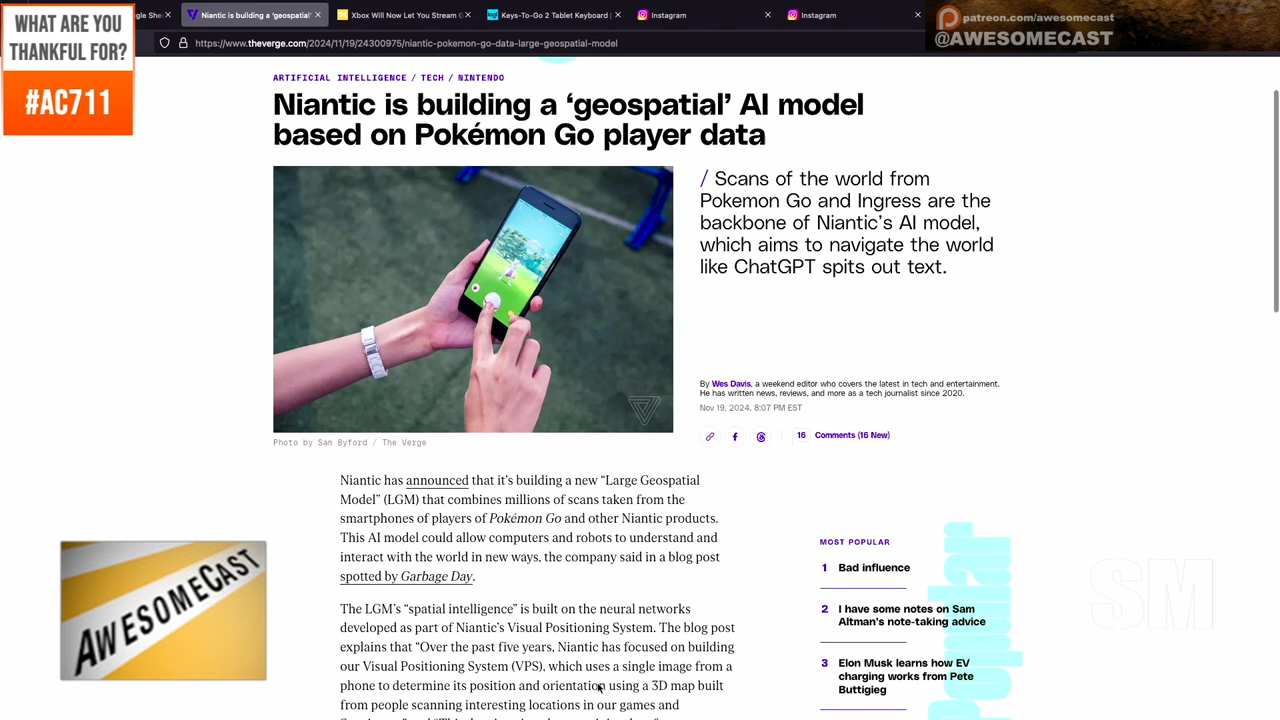 WHAT ARE YOU
THANKFUL FOR?
#AC711
gle She
Niantic is building a 'geospatial'
Xbox Will Now Let You Stream
Keys-To-Go 2 Tablet Keyboard |
Instagram
Instagram
patreon.com/awesomecast
@AWESOMECAST
https://www.theverge.com/2024/11/19/24300975/niantic-pokemon-go-data-large-geospatial-model
ARTIFICIAL INTELLIGENCE / TECH / NINTENDO
Niantic is building a ‘geospatial’ AI model
based on Pokémon Go player data
/ Scans of the world from
Pokemon Go and Ingress are the
backbone of Niantic’s AI model,
which aims to navigate the world
like ChatGPT spits out text.
By Wes Davis, a weekend editor who covers the latest in tech and entertainment.
He has written news, reviews, and more as a tech journalist since 2020.
Nov 19, 2024, 8:07 PM EST
16 Comments (16 New)
Photo by Sam Byford / The Verge
Niantic has announced that it’s building a new “Large Geospatial
Model” (LGM) that combines millions of scans taken from the
smartphones of players of Pokémon Go and other Niantic products.
This AI model could allow computers and robots to understand and
interact with the world in new ways, the company said in a blog post
spotted by Garbage Day.
The LGM’s “spatial intelligence” is built on the neural networks
developed as part of Niantic’s Visual Positioning System. The blog post
explains that “Over the past five years, Niantic has focused on building
our Visual Positioning System (VPS), which uses a single image from a
phone to determine its position and orientation using a 3D map built
from people scanning interesting locations in our games and
MOST POPULAR
1 Bad influence
2 I have some notes on Sam
Altman’s note-taking advice
3 Elon Musk learns how EV
charging works from Pete
Buttigieg
AWESOMECAST
SM